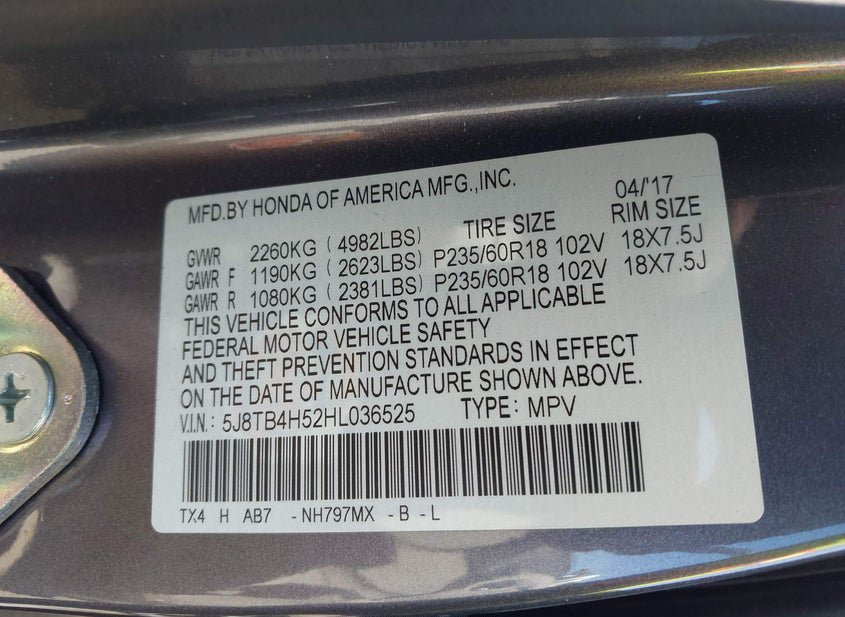 MFD.BY HONDA OF AMERICA MFG.,INC. 04/'17
TIRE SIZE RIM SIZE
GVWR 2260KG ( 4982LBS)
GAWR F 1190KG ( 2623LBS) P235/60R18 102V 18X7.5J
GAWR R 1080KG ( 2381LBS) P235/60R18 102V 18X7.5J
THIS VEHICLE CONFORMS TO ALL APPLICABLE
FEDERAL MOTOR VEHICLE SAFETY
AND THEFT PREVENTION STANDARDS IN EFFECT
ON THE DATE OF MANUFACTURE SHOWN ABOVE.
V.I.N: 5J8TB4H52HL036525 TYPE: MPV
TX4 H AB7 -NH797MX -B -L